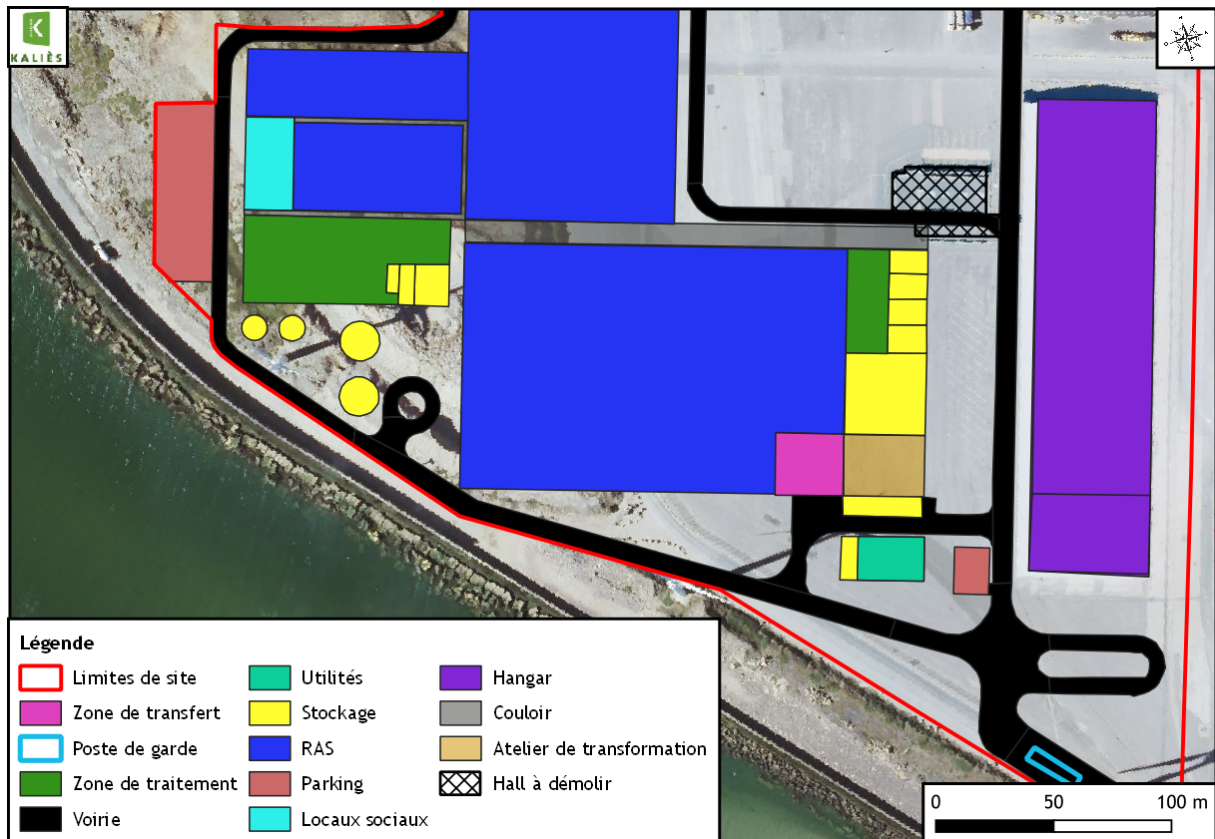 KALIÈS
Légende
Limites de site
Zone de transfert
Poste de garde
Zone de traitement
Voirie
Utilités
Stockage
RAS
Parking
Locaux sociaux
Hangar
Couloir
Atelier de transformation
Hall à démolir
0 50 100 m